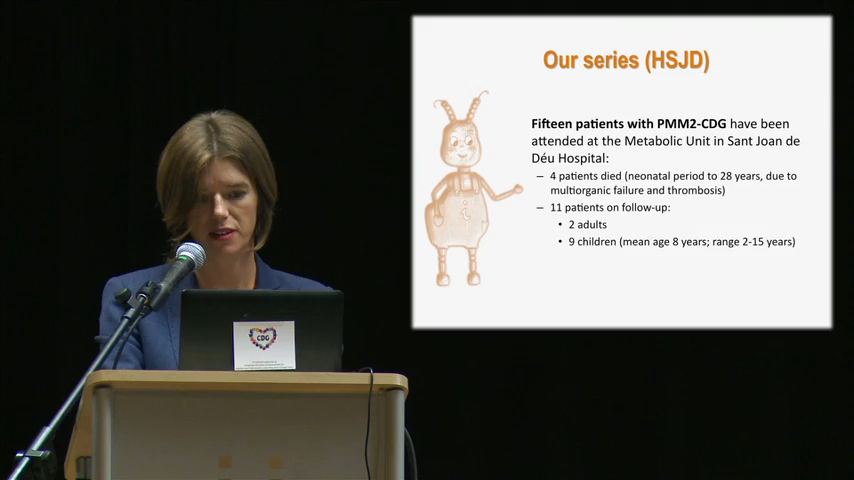 Our series (HSJD)
Fifteen patients with PMM2-CDG have been
attended at the Metabolic Unit in Sant Joan de
Déu Hospital:
– 4 patients died (neonatal period to 28 years, due to
multiorganic failure and thrombosis)
– 11 patients on follow-up:
• 2 adults
• 9 children (mean age 8 years; range 2-15 years)
i
CDG